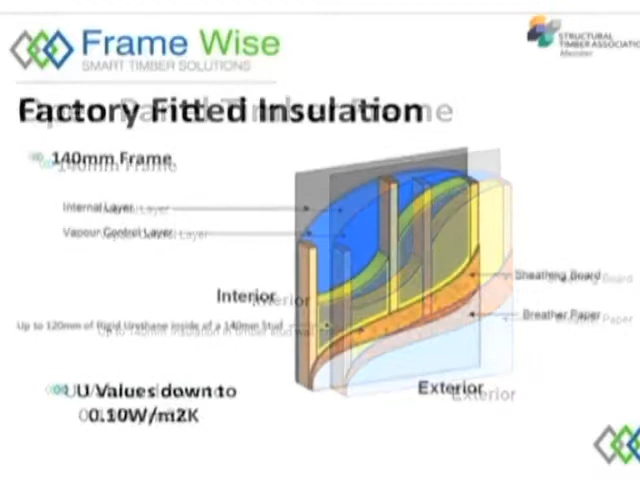 Frame Wise
SMART TIMBER SOLUTIONS
STRUCTURAL
TIMBER ASSOCIATIO
Member
Factory Fitted Insulation
140mm Frame
Internal Layer
Vapour Control Layer
Interior
Sheathing Board
Breather Paper
Up to 120mm of Rigid Urethane inside of a 140mm Stud
Exterior
U Values down to
0.10W/m2K